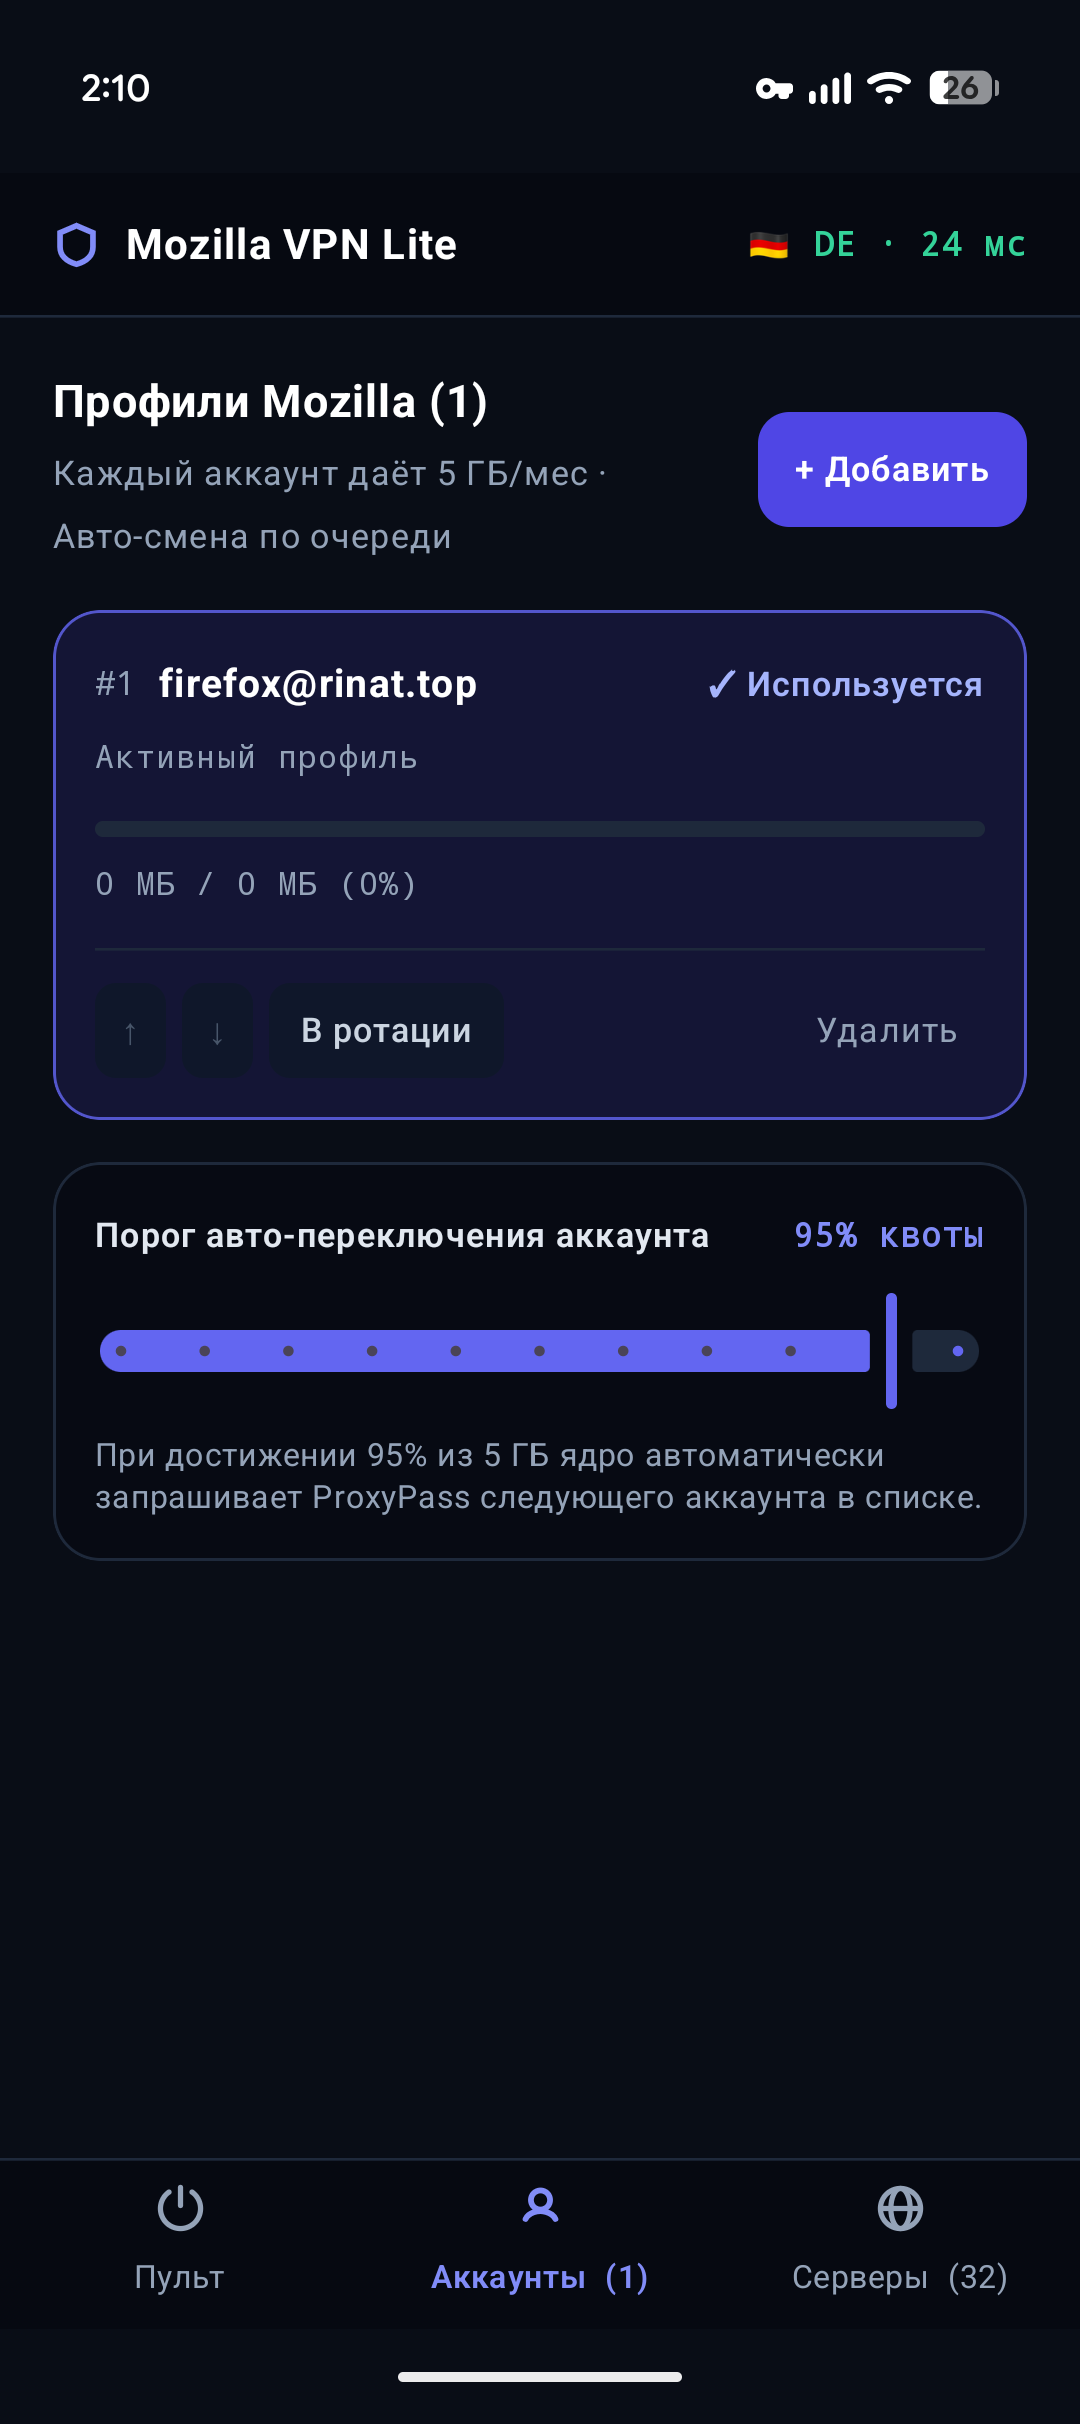 2:10
26
Mozilla VPN Lite
🇩🇪 DE · 24 мс
Профили Mozilla (1)
Каждый аккаунт даёт 5 ГБ/мес ·
Авто-смена по очереди
+ Добавить
#1 firefox@rinat.top
✓ Используется
Активный профиль
0 МБ / 0 МБ (0%)
↑ ↓ В ротации
Удалить
Порог авто-переключения аккаунта
95% квоты
При достижении 95% из 5 ГБ ядро автоматически
запрашивает ProxyPass следующего аккаунта в списке.
Пульт
Аккаунты (1)
Серверы (32)